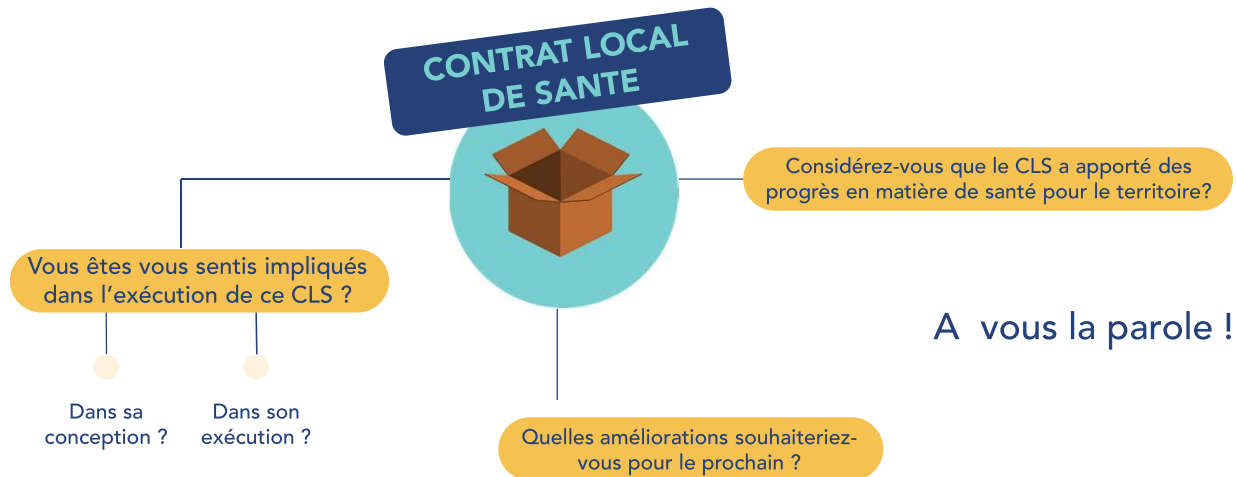 CONTRAT LOCAL
DE SANTE
Considérez-vous que le CLS a apporté des
progrès en matière de santé pour le territoire?
Vous êtes vous sentis impliqués
dans l'exécution de ce CLS ?
A vous la parole !
Dans sa
conception ?
Dans son
exécution ?
Quelles améliorations souhaiteriez-
vous pour le prochain ?